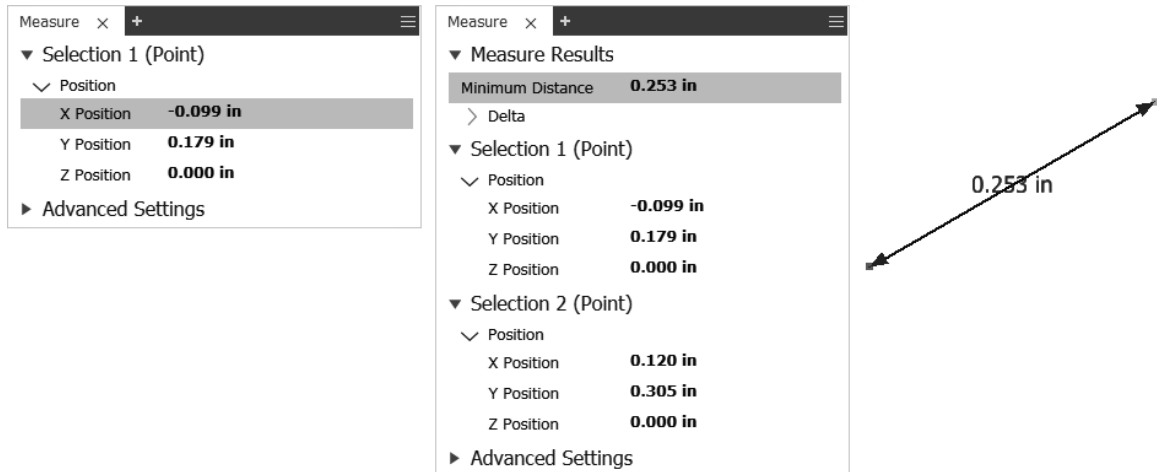 Measure × +
Selection 1 (Point)
Position
X Position -0.099 in
Y Position 0.179 in
Z Position 0.000 in
Advanced Settings
Measure × +
Measure Results
Minimum Distance 0.253 in
Delta
Selection 1 (Point)
Position
X Position -0.099 in
Y Position 0.179 in
Z Position 0.000 in
Selection 2 (Point)
Position
X Position 0.120 in
Y Position 0.305 in
Z Position 0.000 in
Advanced Settings
0.253 in